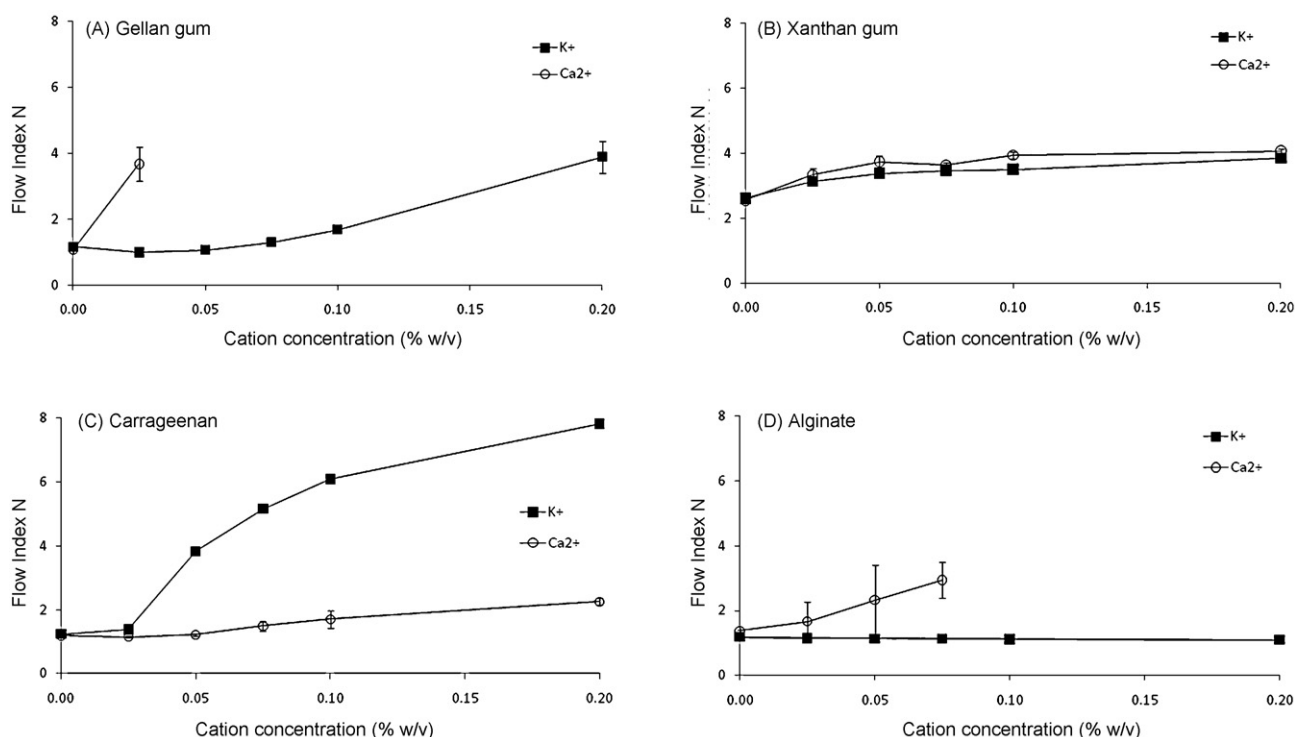 (A) Gellan gum
K+
Ca2+
Flow Index N
8
6
4
2
0
0.00 0.05 0.10 0.15 0.20
Cation concentration (% w/v)
(B) Xanthan gum
K+
Ca2+
Flow Index N
8
6
4
2
0
0.00 0.05 0.10 0.15 0.20
Cation concentration (% w/v)
(C) Carrageenan
K+
Ca2+
Flow Index N
8
6
4
2
0
0.00 0.05 0.10 0.15 0.20
Cation concentration (% w/v)
(D) Alginate
K+
Ca2+
Flow Index N
8
6
4
2
0
0.00 0.05 0.10 0.15 0.20
Cation concentration (% w/v)